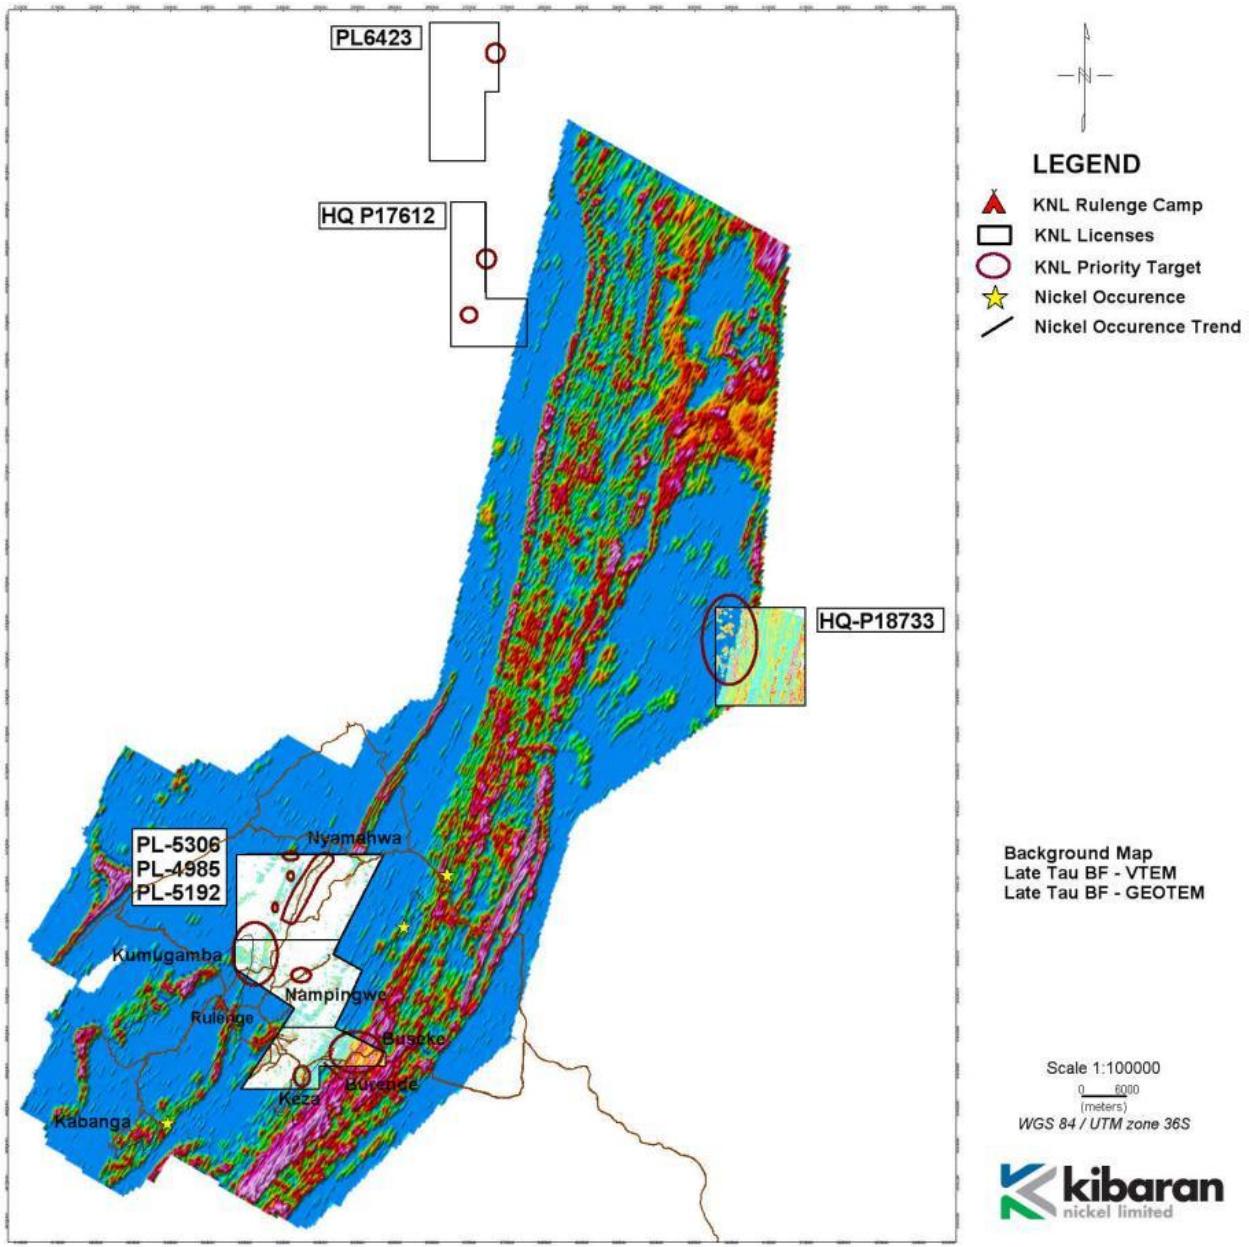 PL6423
N
HQ P17612
LEGEND
KNL Rulenge Camp
KNL Licenses
KNL Priority Target
Nickel Occurence
Nickel Occurence Trend
HQ-P18733
PL-5306
PL-4985
PL-5192
Nyamahwa
Kumugamba
Nampingwe
Rulenge
Buseke
Burende
Keza
Kabanga
Background Map
Late Tau BF - VTEM
Late Tau BF - GEOTEM
Scale 1:100000
0 6000
(meters)
WGS 84 / UTM zone 36S
kibaran
nickel limited